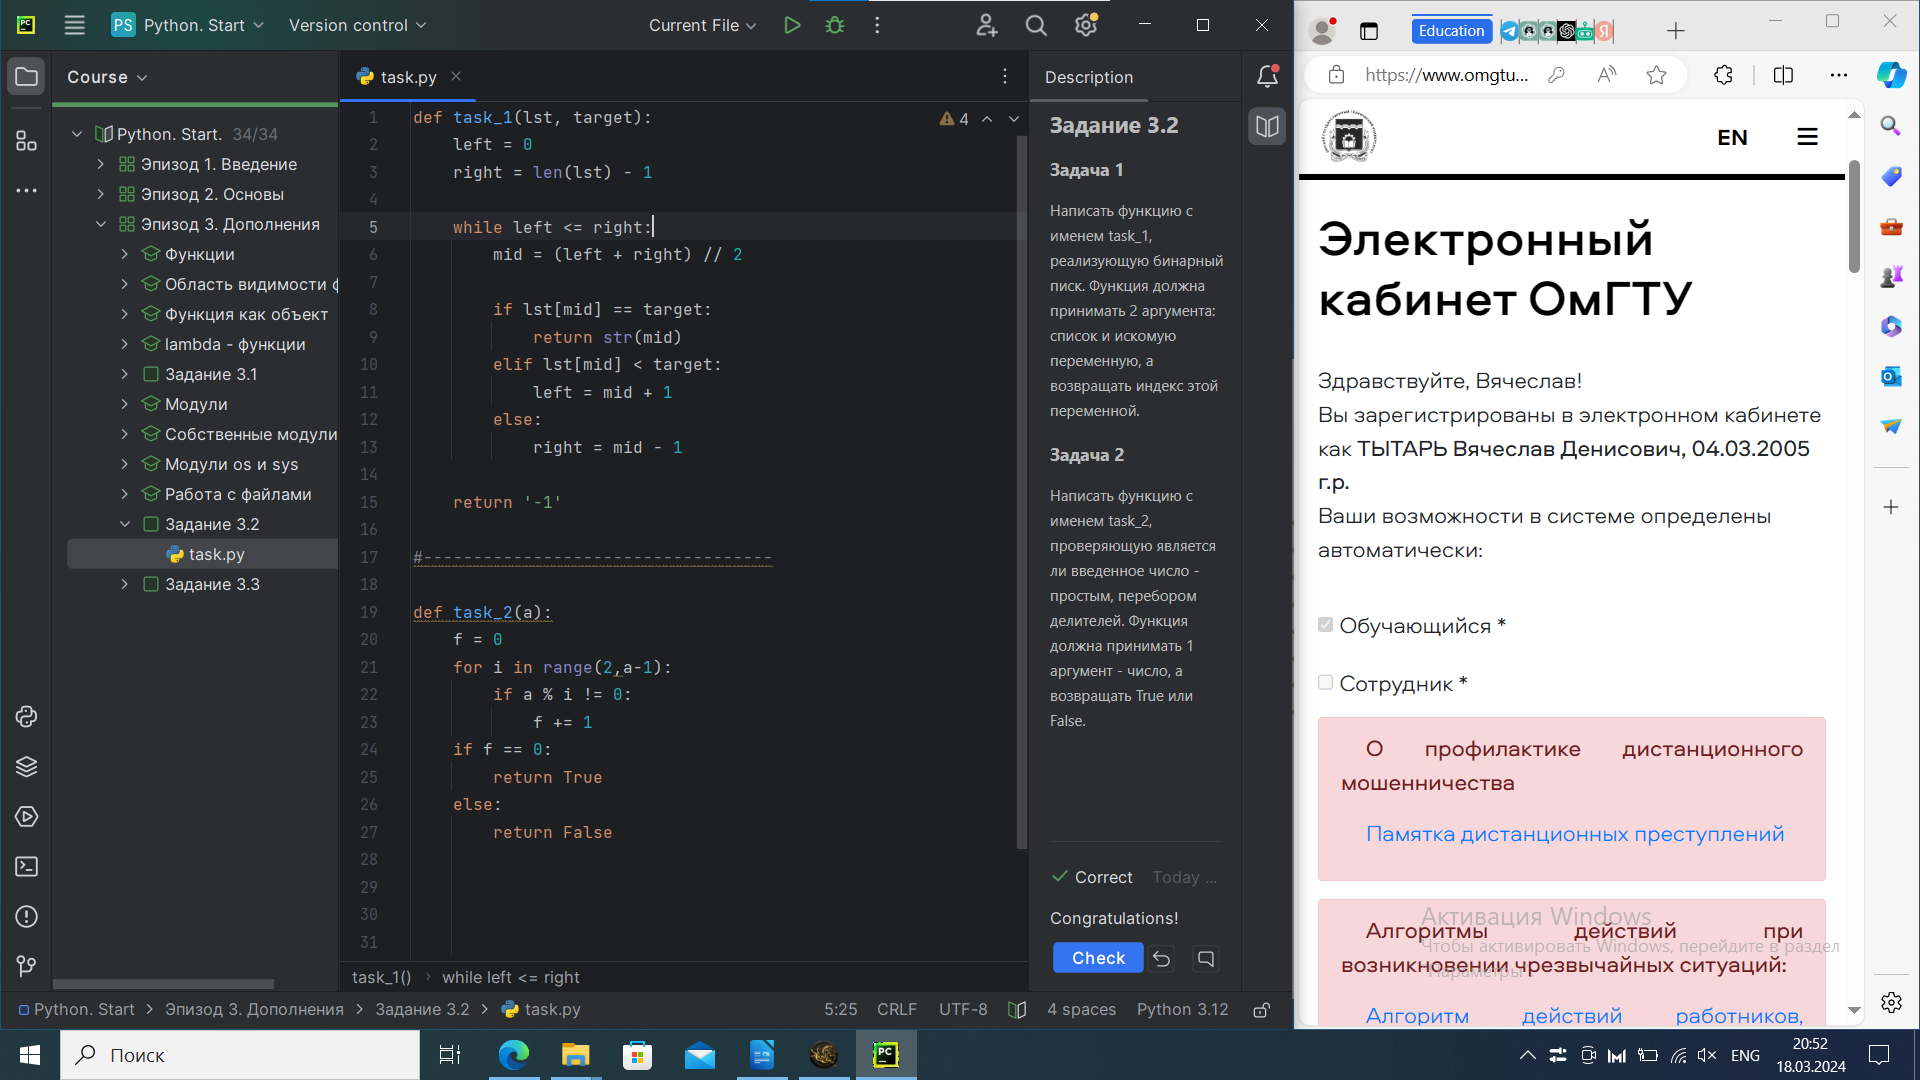 PS Python. Start
Version control
Current File
Course
Python. Start. 34/34
Эпизод 1. Введение
Эпизод 2. Основы
Эпизод 3. Дополнения
Функции
Область видимости ф
Функция как объект
lambda - функции
Задание 3.1
Модули
Собственные модули
Модули os и sys
Работа с файлами
Задание 3.2
task.py
Задание 3.3
task.py
4
1 def task_1(lst, target):
2 left = 0
3 right = len(lst) - 1
4
5 while left <= right:
6 mid = (left + right) // 2
7
8 if lst[mid] == target:
9 return str(mid)
10 elif lst[mid] < target:
11 left = mid + 1
12 else:
13 right = mid - 1
14
15 return '-1'
16
17 #-----------------------------------
18
19 def task_2(a):
20 f = 0
21 for i in range(2,a-1):
22 if a % i != 0:
23 f += 1
24 if f == 0:
25 return True
26 else:
27 return False
28
29
30
31
task_1() › while left <= right
Description
Задание 3.2
Задача 1
Написать функцию с
именем task_1,
реализующую бинарный
писк. Функция должна
принимать 2 аргумента:
список и искомую
переменную, а
возвращать индекс этой
переменной.
Задача 2
Написать функцию с
именем task_2,
проверяющую является
ли введенное число -
простым, перебором
делителей. Функция
должна принимать 1
аргумент - число, а
возвращать True или
False.
Correct Today ...
Congratulations!
Check
Python. Start › Эпизод 3. Дополнения › Задание 3.2 › task.py
5:25 CRLF UTF-8 4 spaces Python 3.12
Education
https://www.omgtu...
EN
Электронный
кабинет ОмГТУ
Здравствуйте, Вячеслав!
Вы зарегистрированы в электронном кабинете
как ТЫТАРЬ Вячеслав Денисович, 04.03.2005
г.р.
Ваши возможности в системе определены
автоматически:
Обучающийся *
Сотрудник *
О профилактике дистанционного
мошенничества
Памятка дистанционных преступлений
Алгоритмы действий при
возникновении чрезвычайных ситуаций:
Алгоритм действий работников,
Активация Windows
Чтобы активировать Windows, перейдите в раздел
"Параметры".
Поиск
PC
ENG
20:52
18.03.2024